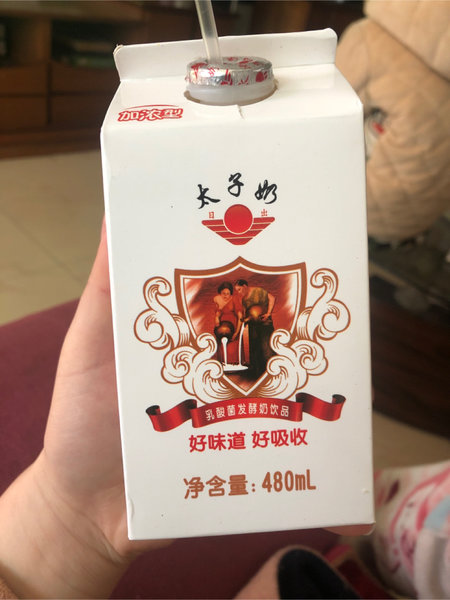 加浓型
太子奶
日出
乳酸菌发酵奶饮品
好味道 好吸收
净含量: 480mL